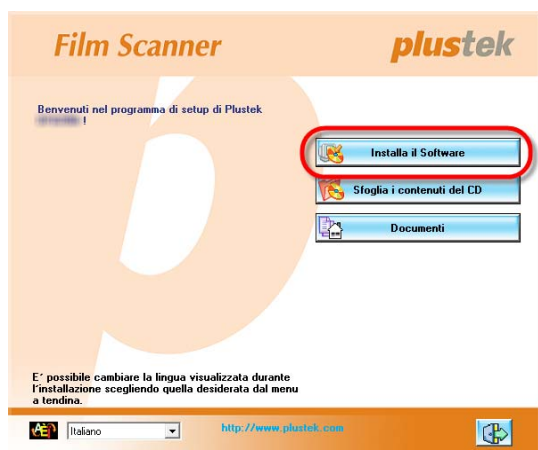 Film Scanner
plustek
Benvenuti nel programma di setup di Plustek
!
Installa il Software
Sfoglia i contenuti del CD
Documenti
E´ possibile cambiare la lingua visualizzata durante
l'installazione scegliendo quella desiderata dal menu
a tendina.
Italiano
http://www.plustek.com